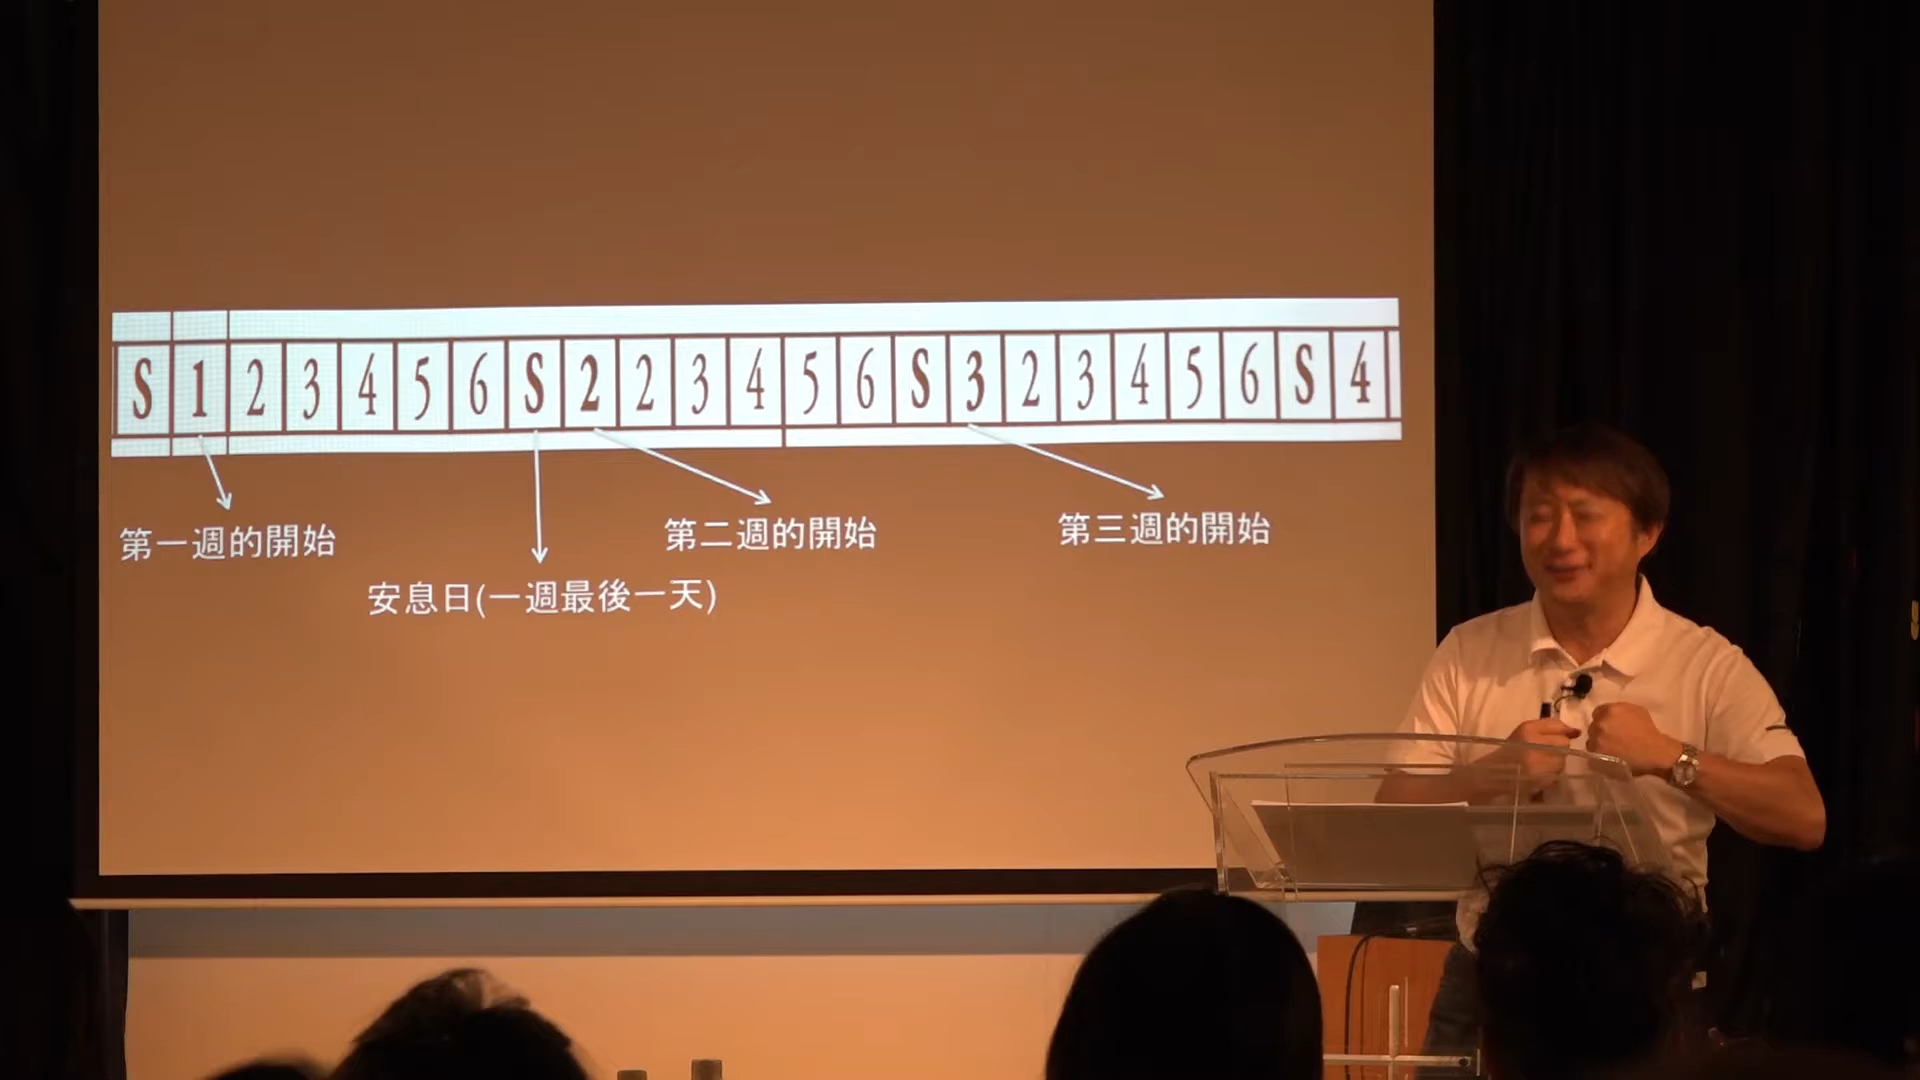 S 1 2 3 4 5 6 S 2 2 3 4 5 6 S 3 2 3 4 5 6 S 4
第一週的開始
第二週的開始
第三週的開始
安息日(一週最後一天)